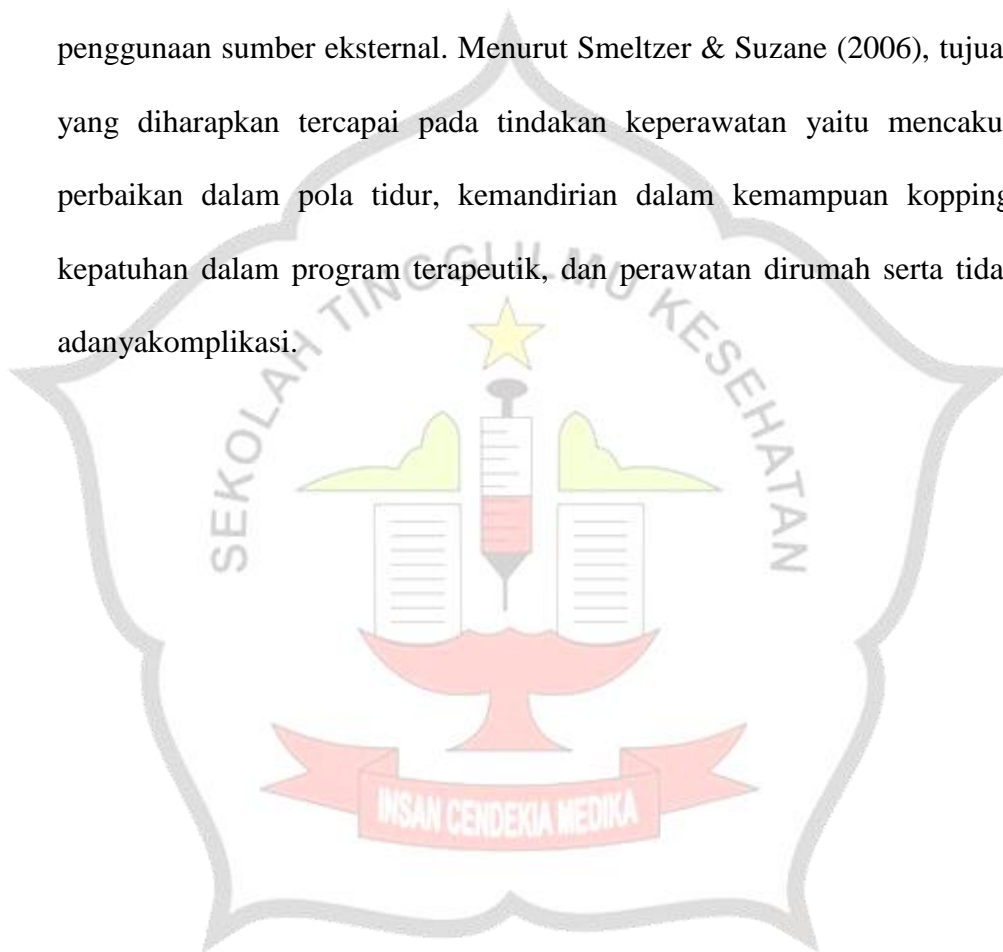 penggunaan sumber eksternal. Menurut Smeltzer & Suzane (2006), tujua
yang diharapkan tercapai pada tindakan keperawatan yaitu mencaku
perbaikan dalam pola tidur, kemandirian dalam kemampuan kopping
kepatuhan dalam program terapeutik, dan perawatan dirumah serta tida
adanyakomplikasi.
SEKOLAH TINGGI ILMU KESEHATAN
INSAN CENDEKIA MEDIKA